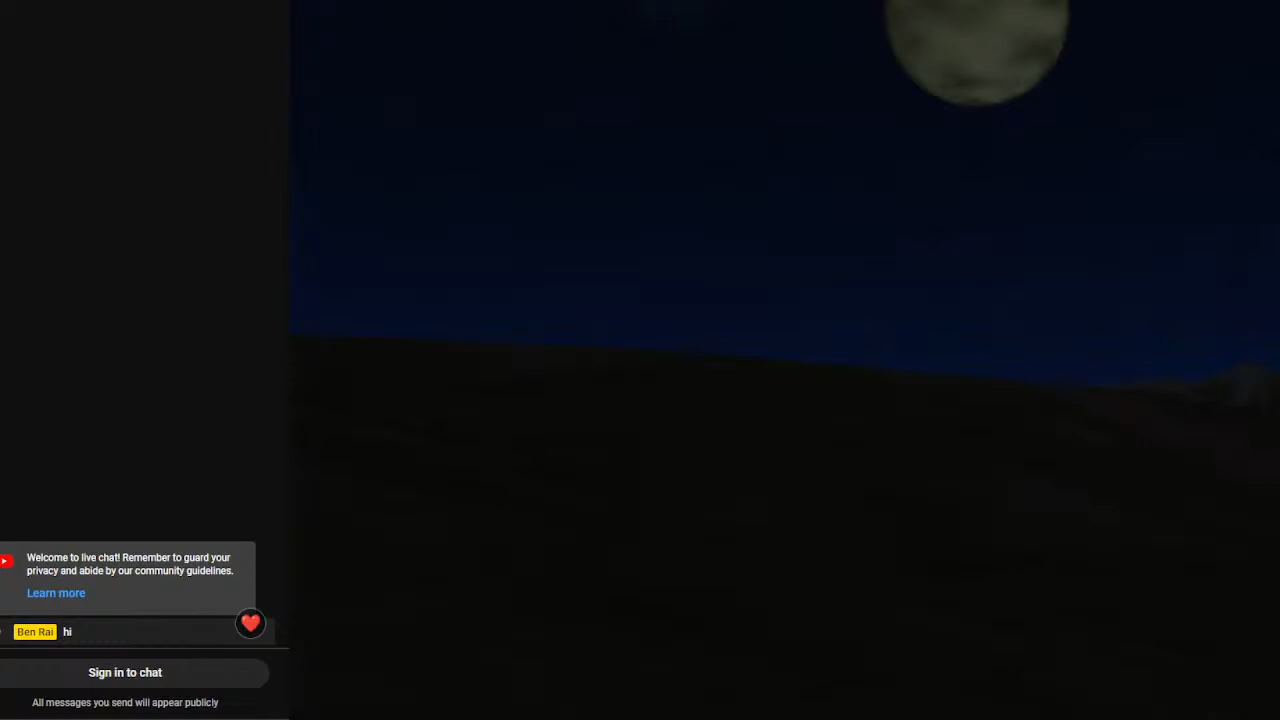 Welcome to live chat! Remember to guard your
privacy and abide by our community guidelines.
Learn more
Ben Rai hi
Sign in to chat
All messages you send will appear publicly